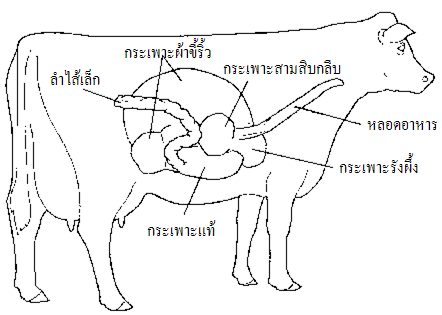 กระเพาะผ้าขี้ริ้ว
กระเพาะสามสิบกลีบ
ลำไส้เล็ก
หลอดอาหาร
กระเพาะรังผึ้ง
กระเพาะแท้